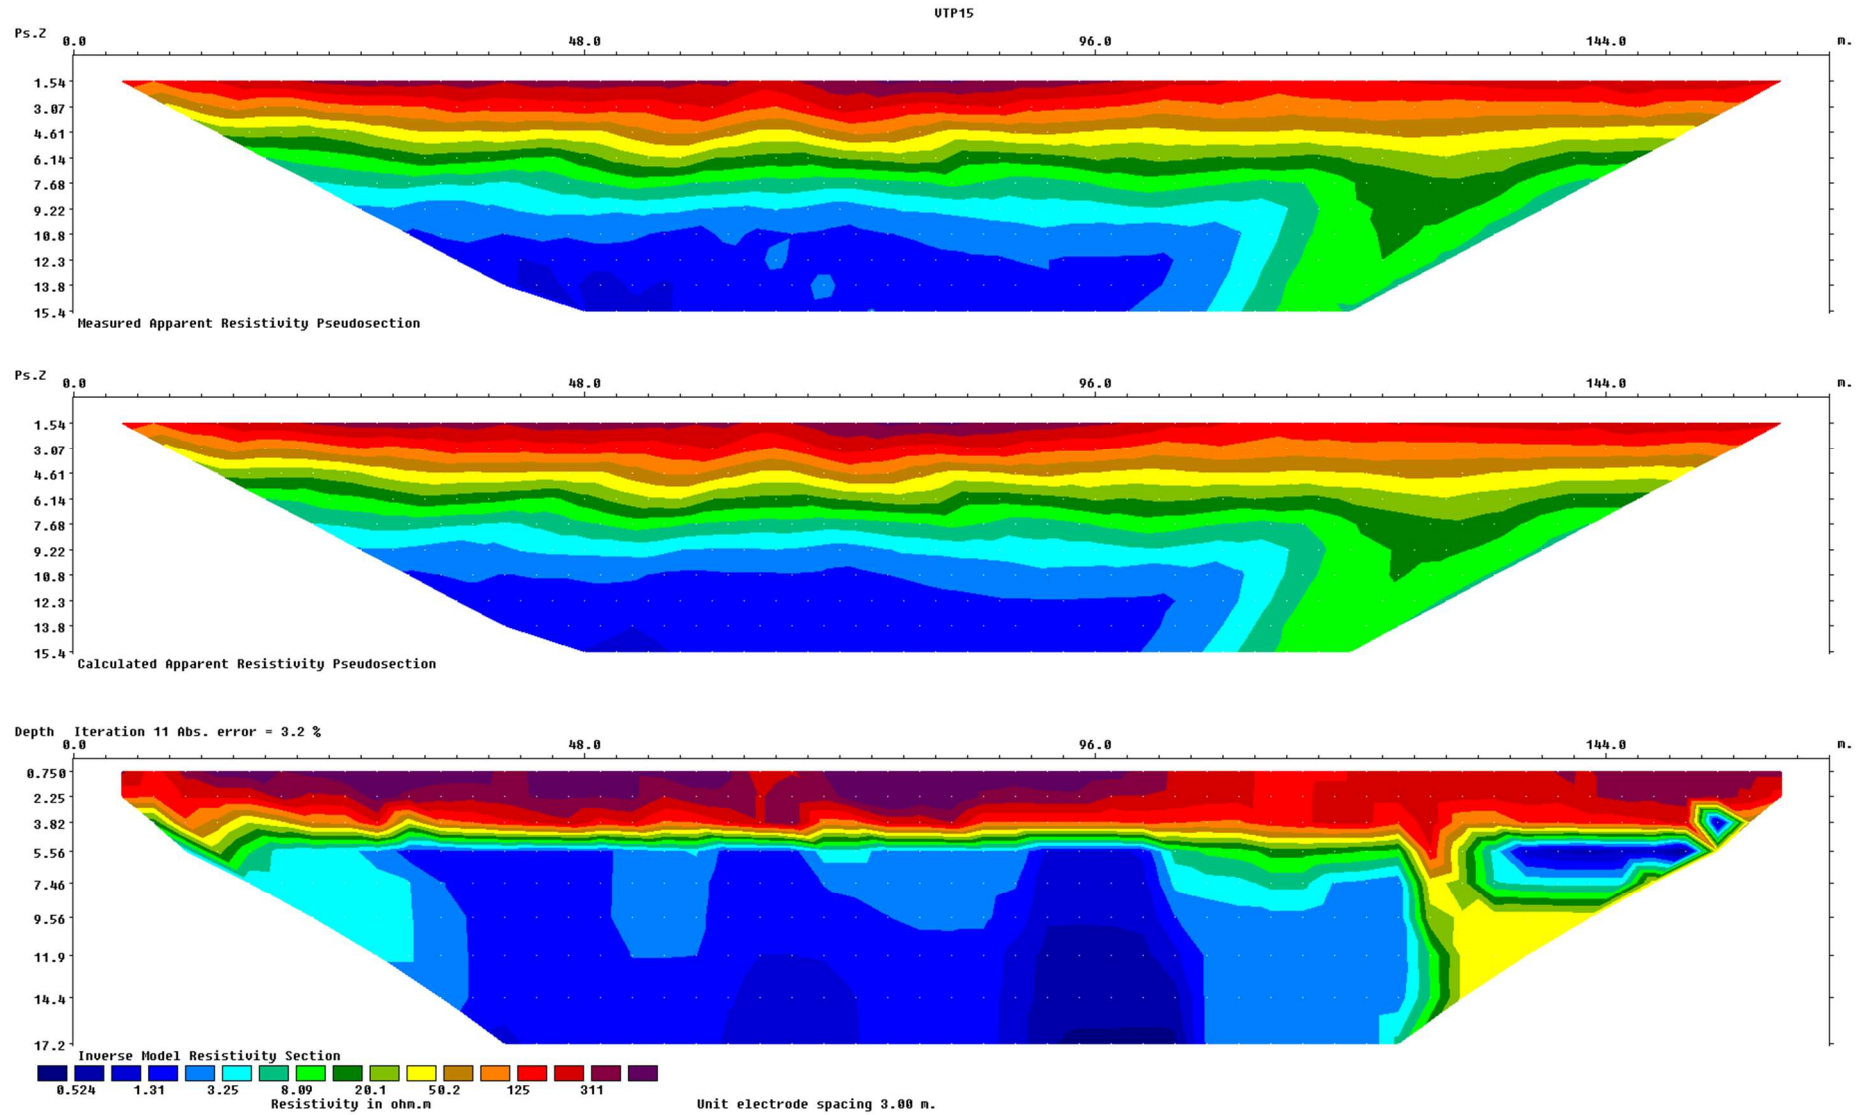 VTP15
Ps.Z 0.0 48.0 96.0 144.0 m.
1.54
3.07
4.61
6.14
7.68
9.22
10.8
12.3
13.8
15.4
Measured Apparent Resistivity Pseudosection
Ps.Z 0.0 48.0 96.0 144.0 m.
1.54
3.07
4.61
6.14
7.68
9.22
10.8
12.3
13.8
15.4
Calculated Apparent Resistivity Pseudosection
Depth Iteration 11 Abs. error = 3.2 %
0.0 48.0 96.0 144.0 m.
0.750
2.25
3.82
5.56
7.46
9.56
11.9
14.4
17.2
Inverse Model Resistivity Section
0.524 1.31 3.25 8.09 20.1 50.2 125 311
Resistivity in ohm.m Unit electrode spacing 3.00 m.